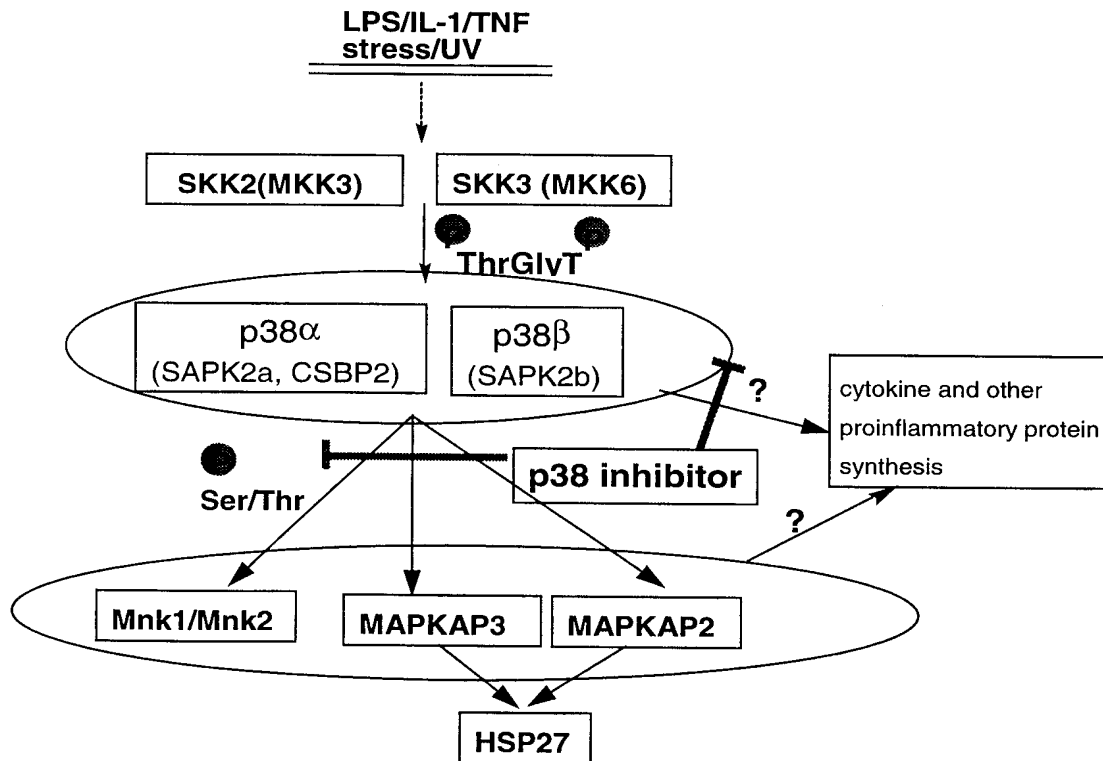 LPS/IL-1/TNF
stress/UV
SKK2(MKK3)
SKK3 (MKK6)
ThrGlyT
p38α
(SAPK2a, CSBP2)
p38β
(SAPK2b)
?
cytokine and other
proinflammatory protein
synthesis
p38 inhibitor
Ser/Thr
?
Mnk1/Mnk2
MAPKAP3
MAPKAP2
HSP27